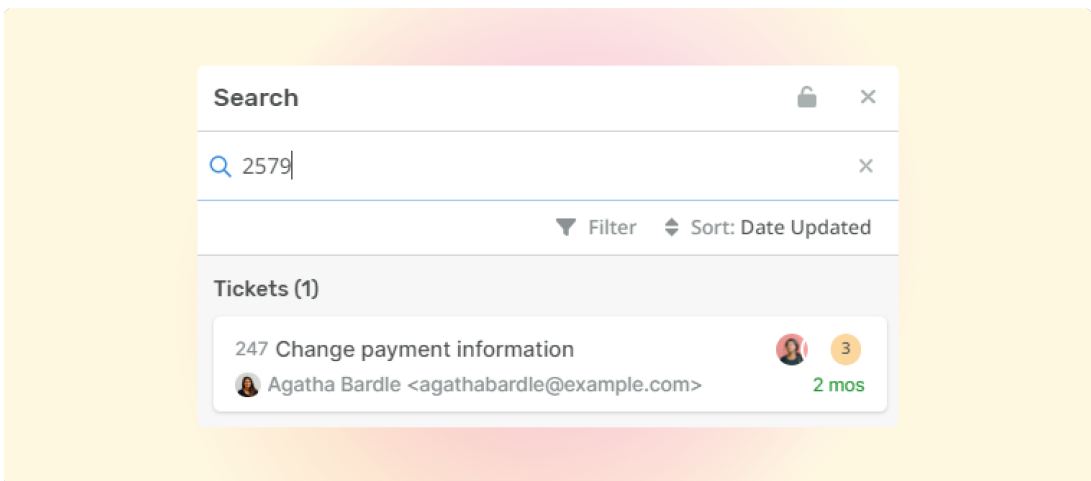 Search
2579
Filter Sort: Date Updated
Tickets (1)
247 Change payment information 3
Agatha Bardle <agathabardle@example.com> 2 mos